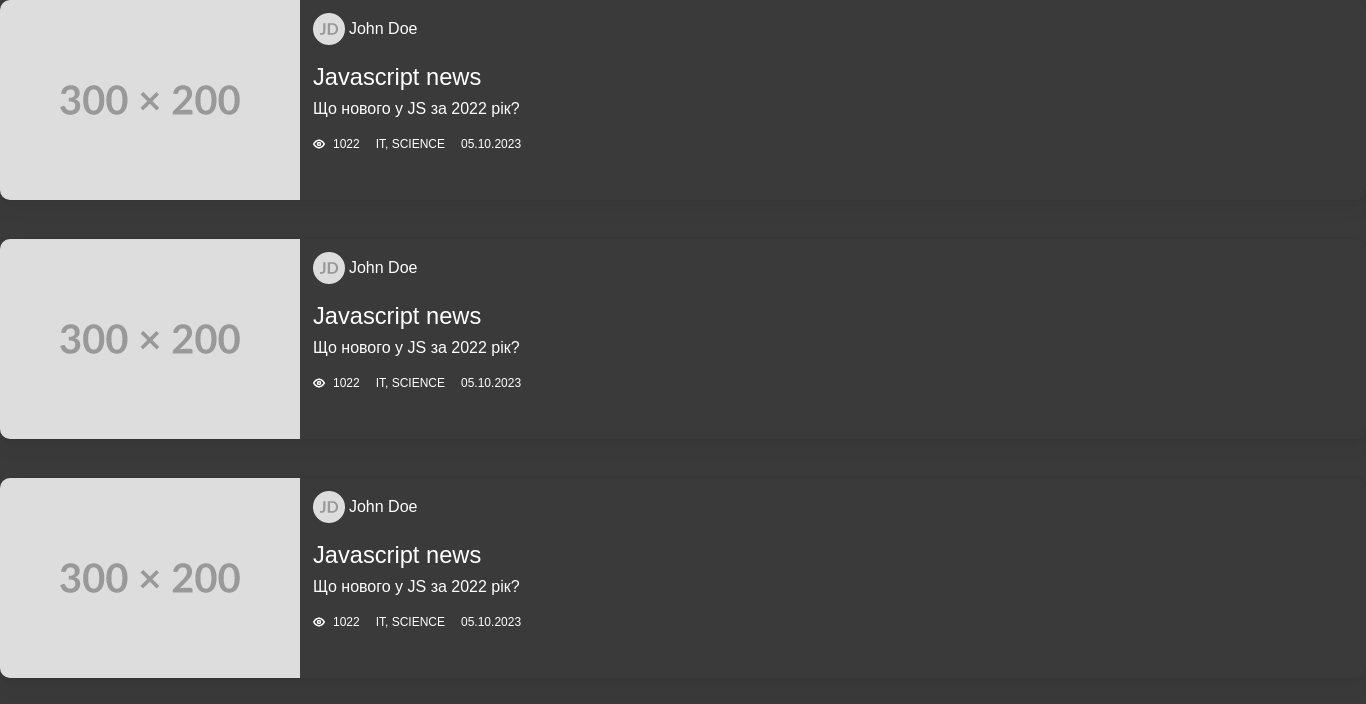 300 × 200
JD John Doe
Javascript news
Що нового у JS за 2022 рік?
1022 IT, SCIENCE 05.10.2023
300 × 200
JD John Doe
Javascript news
Що нового у JS за 2022 рік?
1022 IT, SCIENCE 05.10.2023
300 × 200
JD John Doe
Javascript news
Що нового у JS за 2022 рік?
1022 IT, SCIENCE 05.10.2023